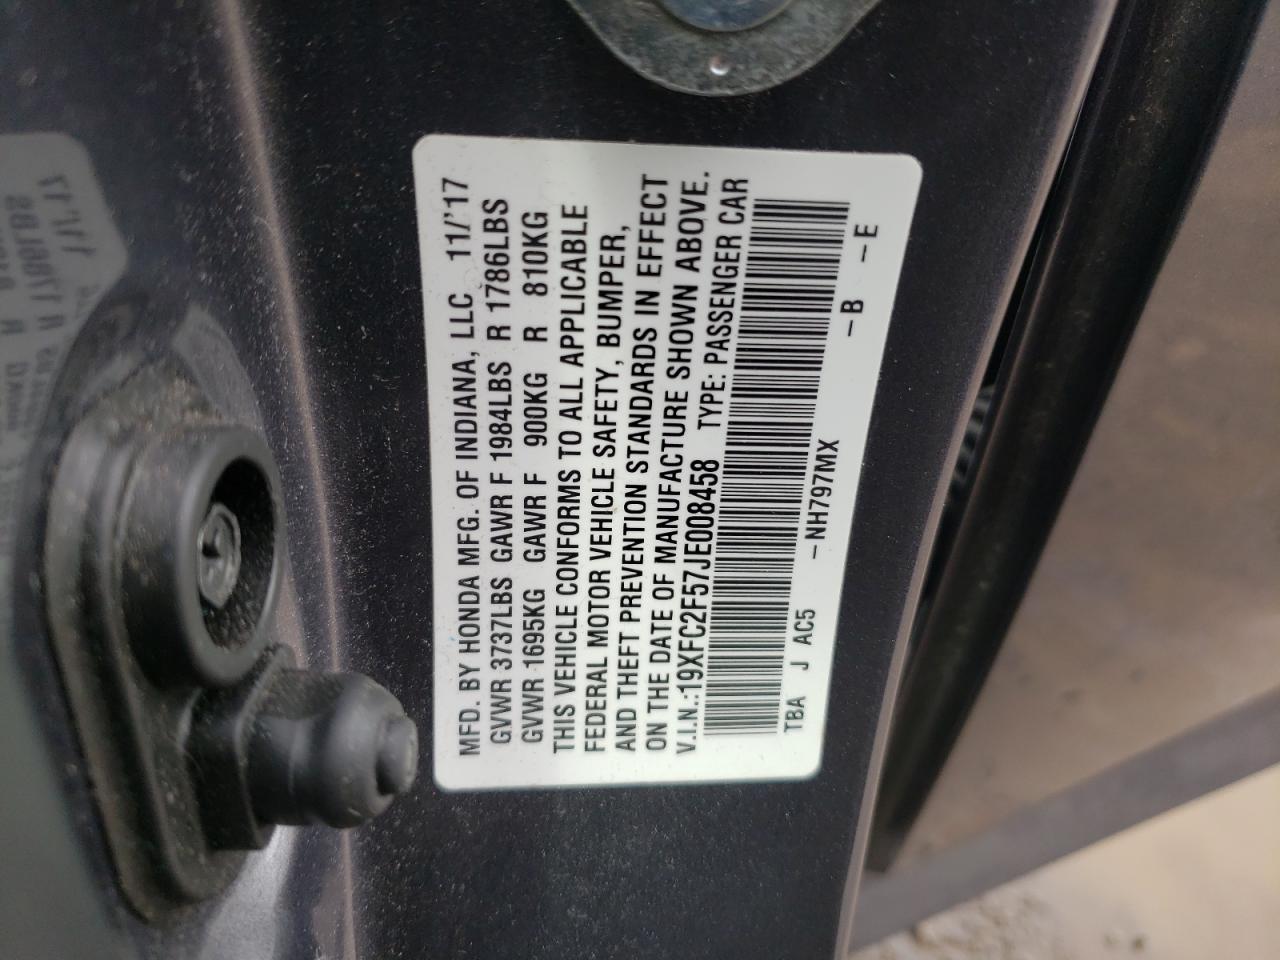 MFD. BY HONDA MFG. OF INDIANA, LLC 11/'17
GVWR 3737LBS GAWR F 1984LBS R 1786LBS
GVWR 1695KG GAWR F 900KG R 810KG
THIS VEHICLE CONFORMS TO ALL APPLICABLE
FEDERAL MOTOR VEHICLE SAFETY, BUMPER,
AND THEFT PREVENTION STANDARDS IN EFFECT
ON THE DATE OF MANUFACTURE SHOWN ABOVE.
V.I.N.:19XFC2F57JE008458 TYPE: PASSENGER CAR
TBA J AC5 -NH797MX -B -E